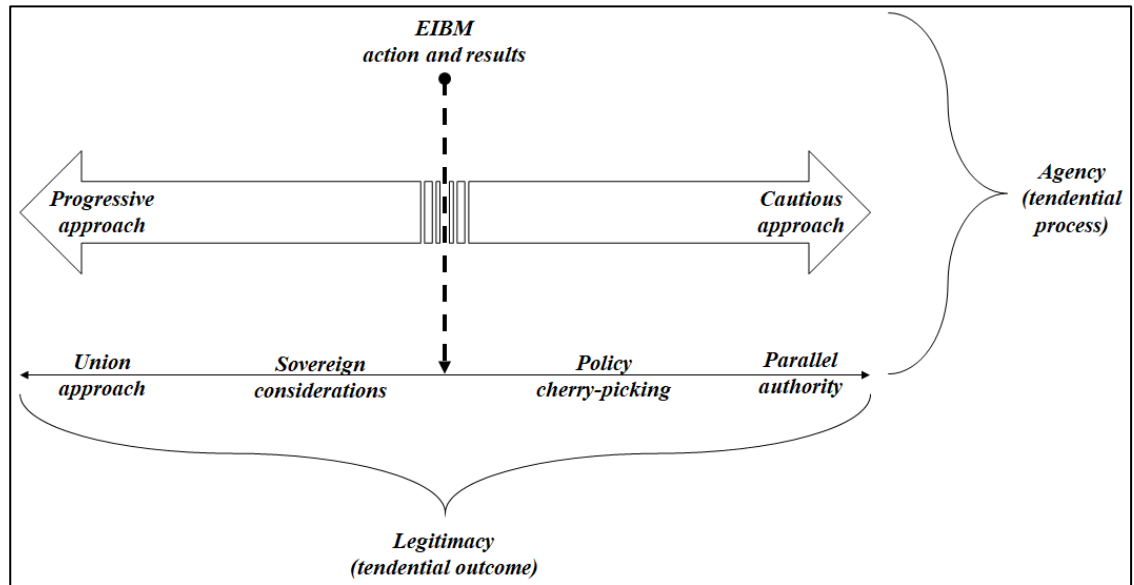 EIBM
action and results
Progressive
approach
Cautious
approach
Agency
(tendential
process)
Union
approach
Sovereign
considerations
Policy
cherry-picking
Parallel
authority
Legitimacy
(tendential outcome)